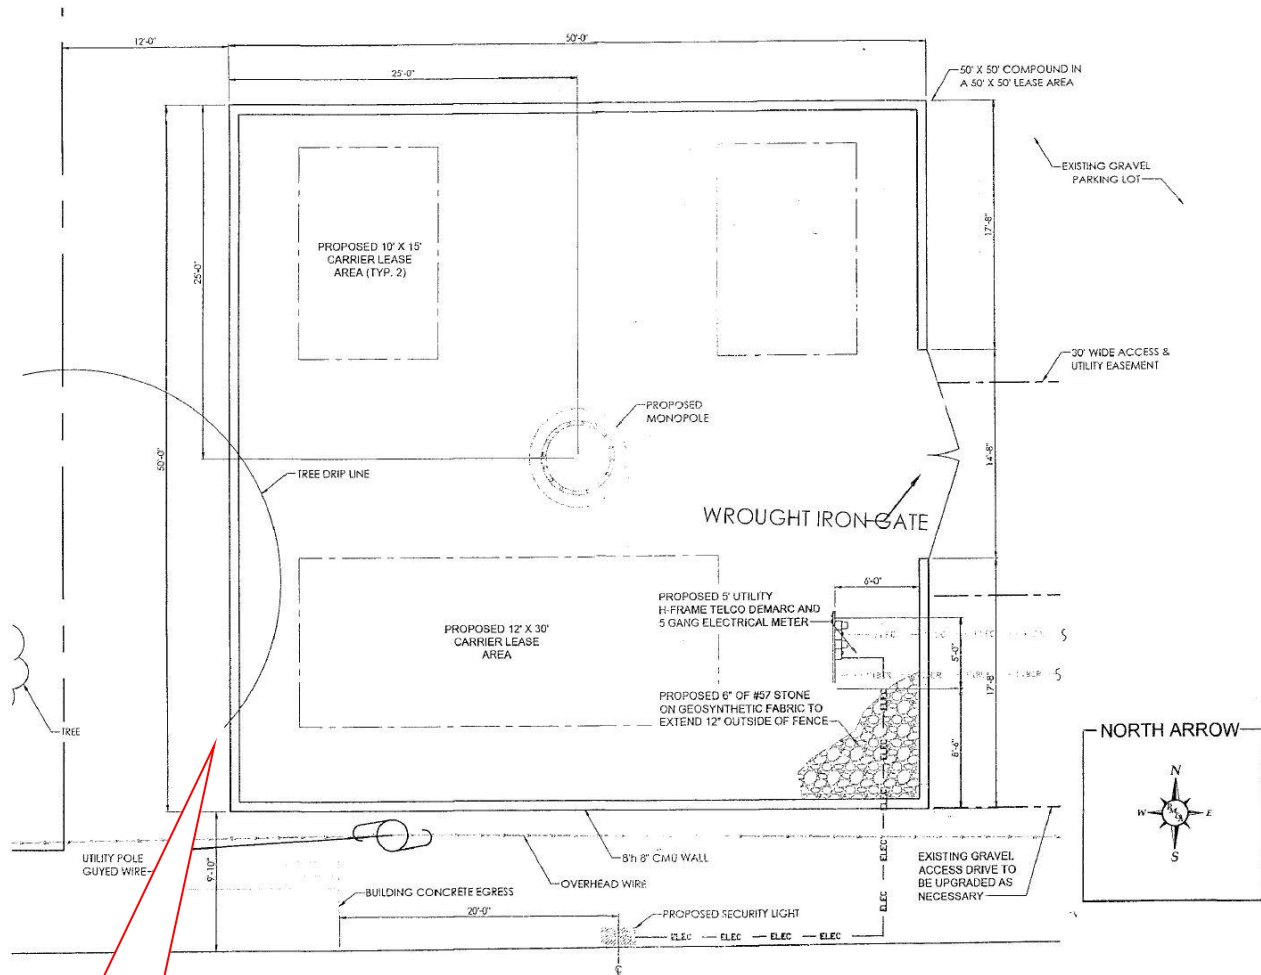 12'-0"
50'-0"
25'-0"
50' X 50' COMPOUND IN
A 50' X 50' LEASE AREA
EXISTING GRAVEL
PARKING LOT
17'-8"
PROPOSED 10' X 15'
CARRIER LEASE
AREA (TYP. 2)
25'-0"
30' WIDE ACCESS &
UTILITY EASEMENT
PROPOSED
MONOPOLE
50'-0"
14'-8"
TREE DRIP LINE
WROUGHT IRON GATE
6'-0"
PROPOSED 5' UTILITY
H-FRAME TELCO DEMARC AND
5 GANG ELECTRICAL METER
PROPOSED 12' X 30'
CARRIER LEASE
AREA
ELEC
5'-0"
17'-8"
PROPOSED 6" OF #57 STONE
ON GEOSYNTHETIC FABRIC TO
EXTEND 12" OUTSIDE OF FENCE
ELEC
TREE
NORTH ARROW
N
W
E
S
ELEC
8'-6"
ELEC
UTILITY POLE
GUYED WIRE
9'-10"
8'h 8" CMU WALL
OVERHEAD WIRE
ELEC
EXISTING GRAVEL
ACCESS DRIVE TO
BE UPGRADED AS
NECESSARY
BUILDING CONCRETE EGRESS
20'-0"
PROPOSED SECURITY LIGHT
ELEC
ELEC ELEC ELEC ELEC